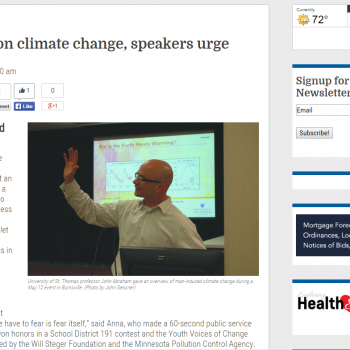 on climate change, speakers urge
0 am
1
0
Like
+1
But is the Earth Really Warming?
University of St. Thomas professor John Abraham gave an overview of man-induced climate change during a
May 12 event in Burnsville. (Photo by John Gessner)
e have to fear is fear itself," said Anna, who made a 60-second public service
von honors in a School District 191 contest and the Youth Voices of Change
ed by the Will Steger Foundation and the Minnesota Pollution Control Agency.
Currently
72°
Signup for
Newsletter
Email
Subscribe!
Mortgage Fore
Ordinances, Lo
Notices of Bids,
Health